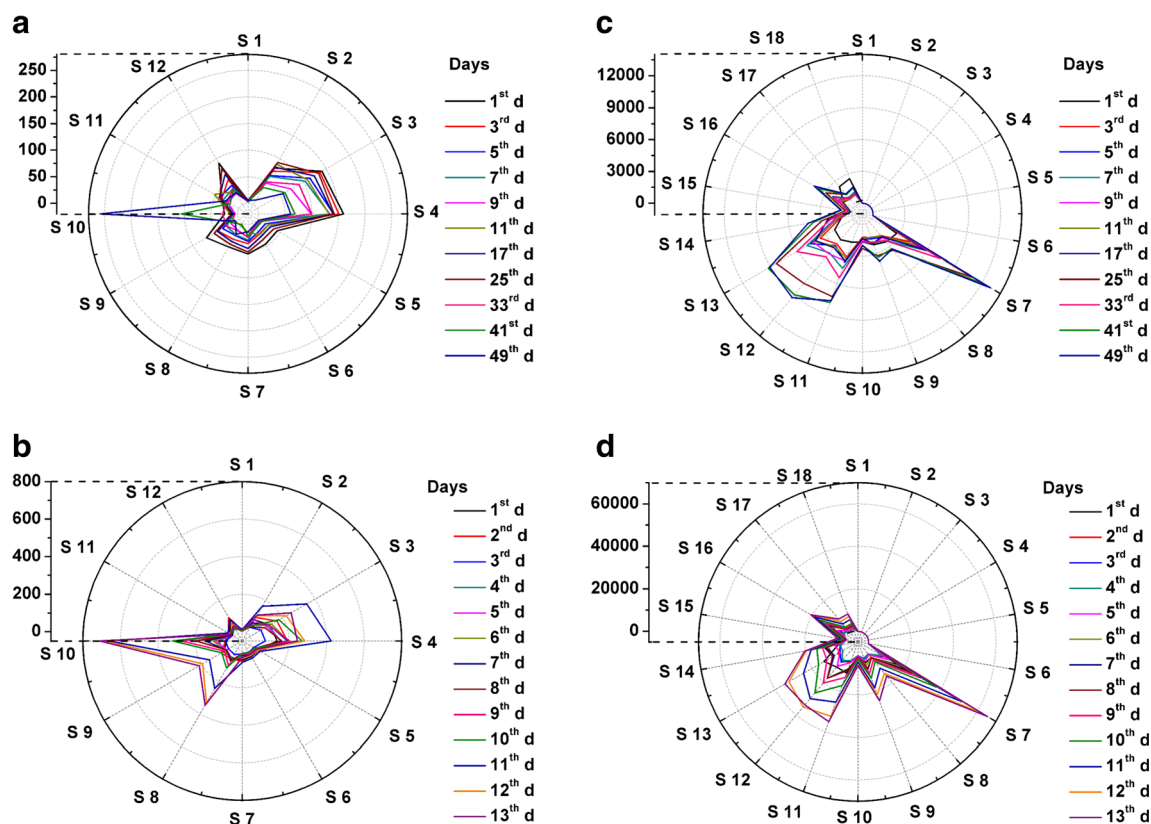 a
S 1
S 2
S 3
S 4
S 5
S 6
S 7
S 8
S 9
S 10
S 11
S 12
250
200
150
100
50
0
Days
1st d
3rd d
5th d
7th d
9th d
11th d
17th d
25th d
33rd d
41st d
49th d
c
S 1
S 2
S 3
S 4
S 5
S 6
S 7
S 8
S 9
S 10
S 11
S 12
S 13
S 14
S 15
S 16
S 17
S 18
12000
9000
6000
3000
0
Days
1st d
3rd d
5th d
7th d
9th d
11th d
17th d
25th d
33rd d
41st d
49th d
b
S 1
S 2
S 3
S 4
S 5
S 6
S 7
S 8
S 9
S 10
S 11
S 12
800
600
400
200
0
Days
1st d
2nd d
3rd d
4th d
5th d
6th d
7th d
8th d
9th d
10th d
11th d
12th d
13th d
d
S 1
S 2
S 3
S 4
S 5
S 6
S 7
S 8
S 9
S 10
S 11
S 12
S 13
S 14
S 15
S 16
S 17
S 18
60000
40000
20000
0
Days
1st d
2nd d
3rd d
4th d
5th d
6th d
7th d
8th d
9th d
10th d
11th d
12th d
13th d